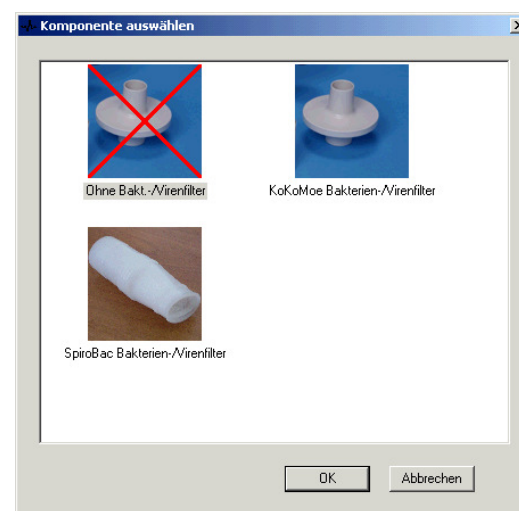 Komponente auswählen
Ohne Bakt.-/Virenfilter
KoKoMoe Bakterien-/Virenfilter
SpiroBac Bakterien-/Virenfilter
OK
Abbrechen